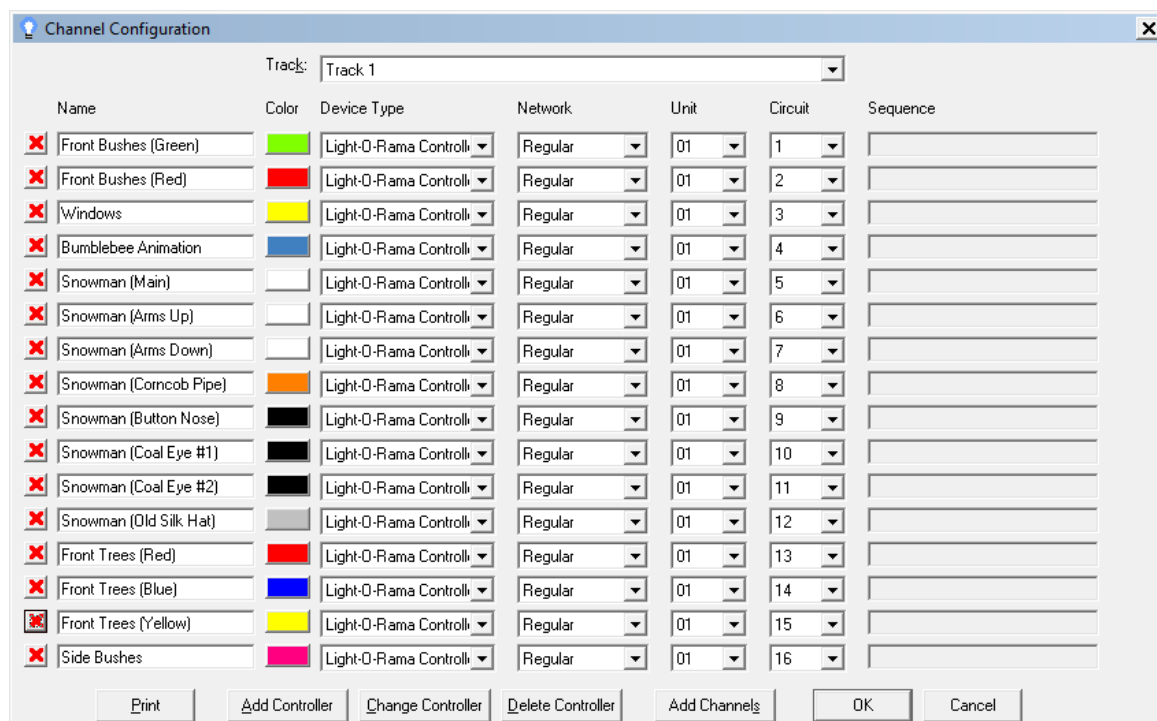 Channel Configuration
Track: Track 1
Name Color Device Type Network Unit Circuit Sequence
Front Bushes (Green) Light-O-Rama Controll Regular 01 1
Front Bushes (Red) Light-O-Rama Controll Regular 01 2
Windows Light-O-Rama Controll Regular 01 3
Bumblebee Animation Light-O-Rama Controll Regular 01 4
Snowman (Main) Light-O-Rama Controll Regular 01 5
Snowman (Arms Up) Light-O-Rama Controll Regular 01 6
Snowman (Arms Down) Light-O-Rama Controll Regular 01 7
Snowman (Corncob Pipe) Light-O-Rama Controll Regular 01 8
Snowman (Button Nose) Light-O-Rama Controll Regular 01 9
Snowman (Coal Eye #1) Light-O-Rama Controll Regular 01 10
Snowman (Coal Eye #2) Light-O-Rama Controll Regular 01 11
Snowman (Old Silk Hat) Light-O-Rama Controll Regular 01 12
Front Trees (Red) Light-O-Rama Controll Regular 01 13
Front Trees (Blue) Light-O-Rama Controll Regular 01 14
Front Trees (Yellow) Light-O-Rama Controll Regular 01 15
Side Bushes Light-O-Rama Controll Regular 01 16
Print Add Controller Change Controller Delete Controller Add Channels OK Cancel